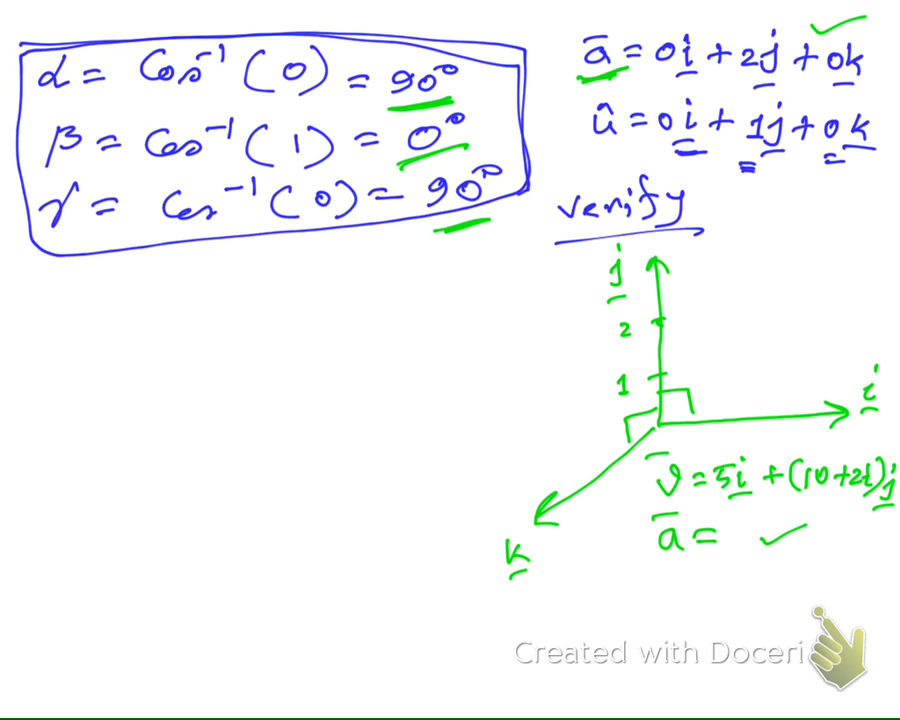 α = Cos⁻¹ (0) = 90°
β = Cos⁻¹ (1) = 0°
γ = Cos⁻¹ (0) = 90°
a̅ = 0i + 2j + 0k
û = 0i + 1j + 0k
verify
j
2
1
i
v̅ = 5i + (10+2t)j
a̅ =
k
Created with Doceri